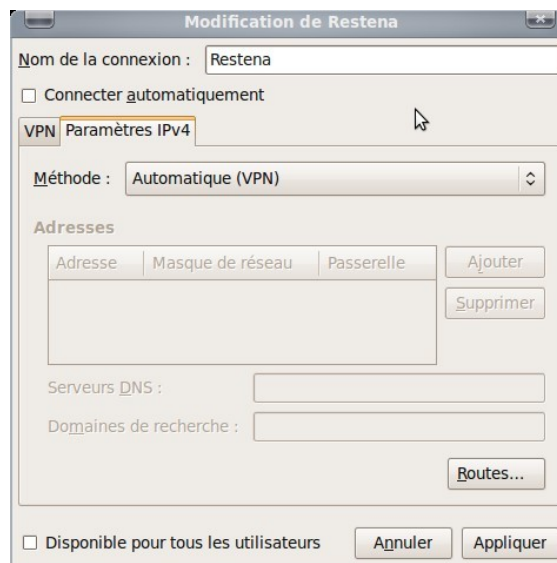 Modification de Restena
Nom de la connexion : Restena
Connecter automatiquement
VPN Paramètres IPv4
Méthode : Automatique (VPN)
Adresses
Adresse Masque de réseau Passerelle Ajouter
Supprimer
Serveurs DNS :
Domaines de recherche :
Routes...
Disponible pour tous les utilisateurs Annuler Appliquer